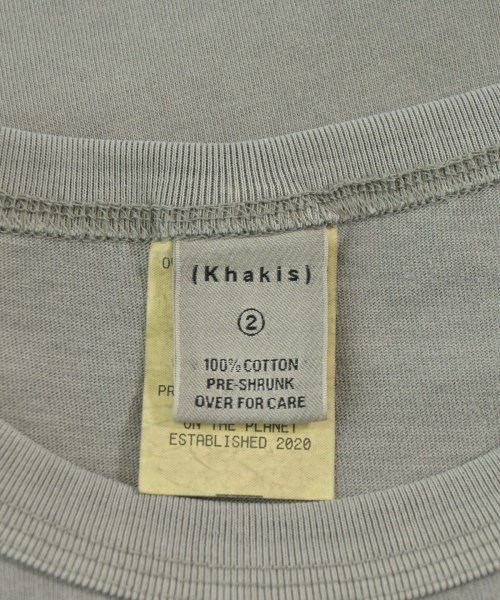 (Khakis)
②
100% COTTON
PRE-SHRUNK
OVER FOR CARE
ON THE PLANET
ESTABLISHED 2020